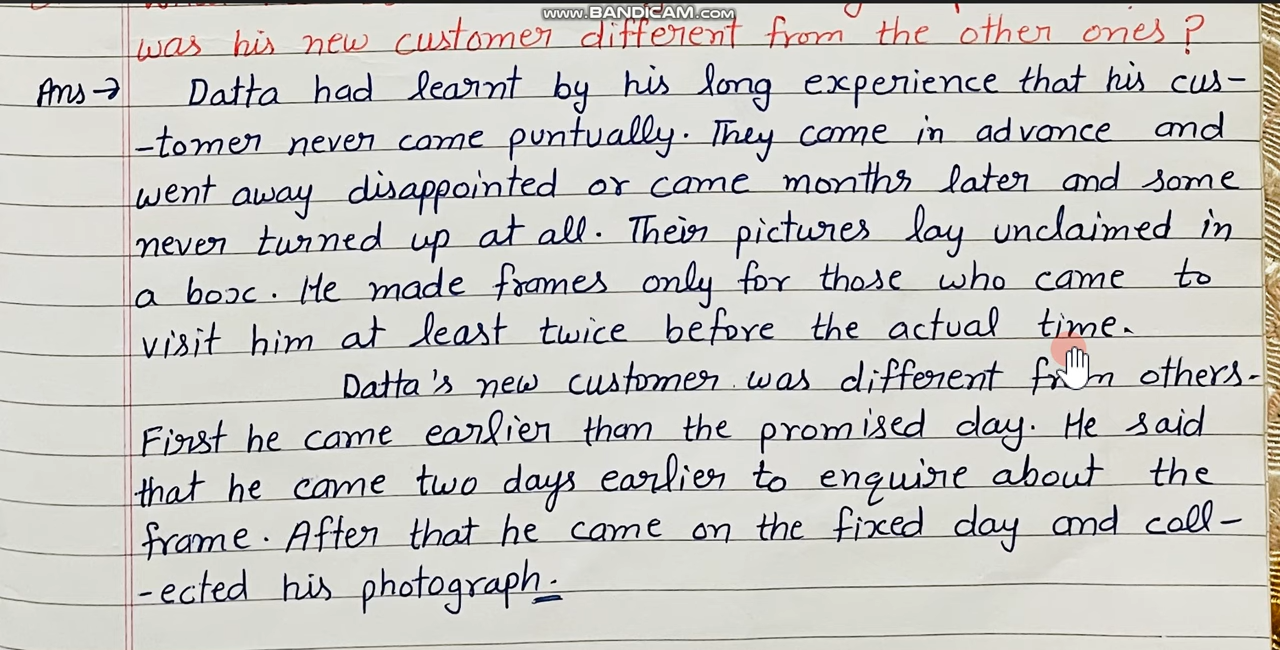 www.BANDICAM.com
was his new customer different from the other ones ?
Ans → Datta had learnt by his long experience that his cus-
-tomer never come puntually. They come in advance and
went away disappointed or came months later and some
never turned up at all. Their pictures lay unclaimed in
a box. He made frames only for those who came to
visit him at least twice before the actual time.
Datta's new customer was different from others.
First he came earlier than the promised day. He said
that he came two days earlier to enquire about the
frame. After that he came on the fixed day and coll-
-ected his photograph.